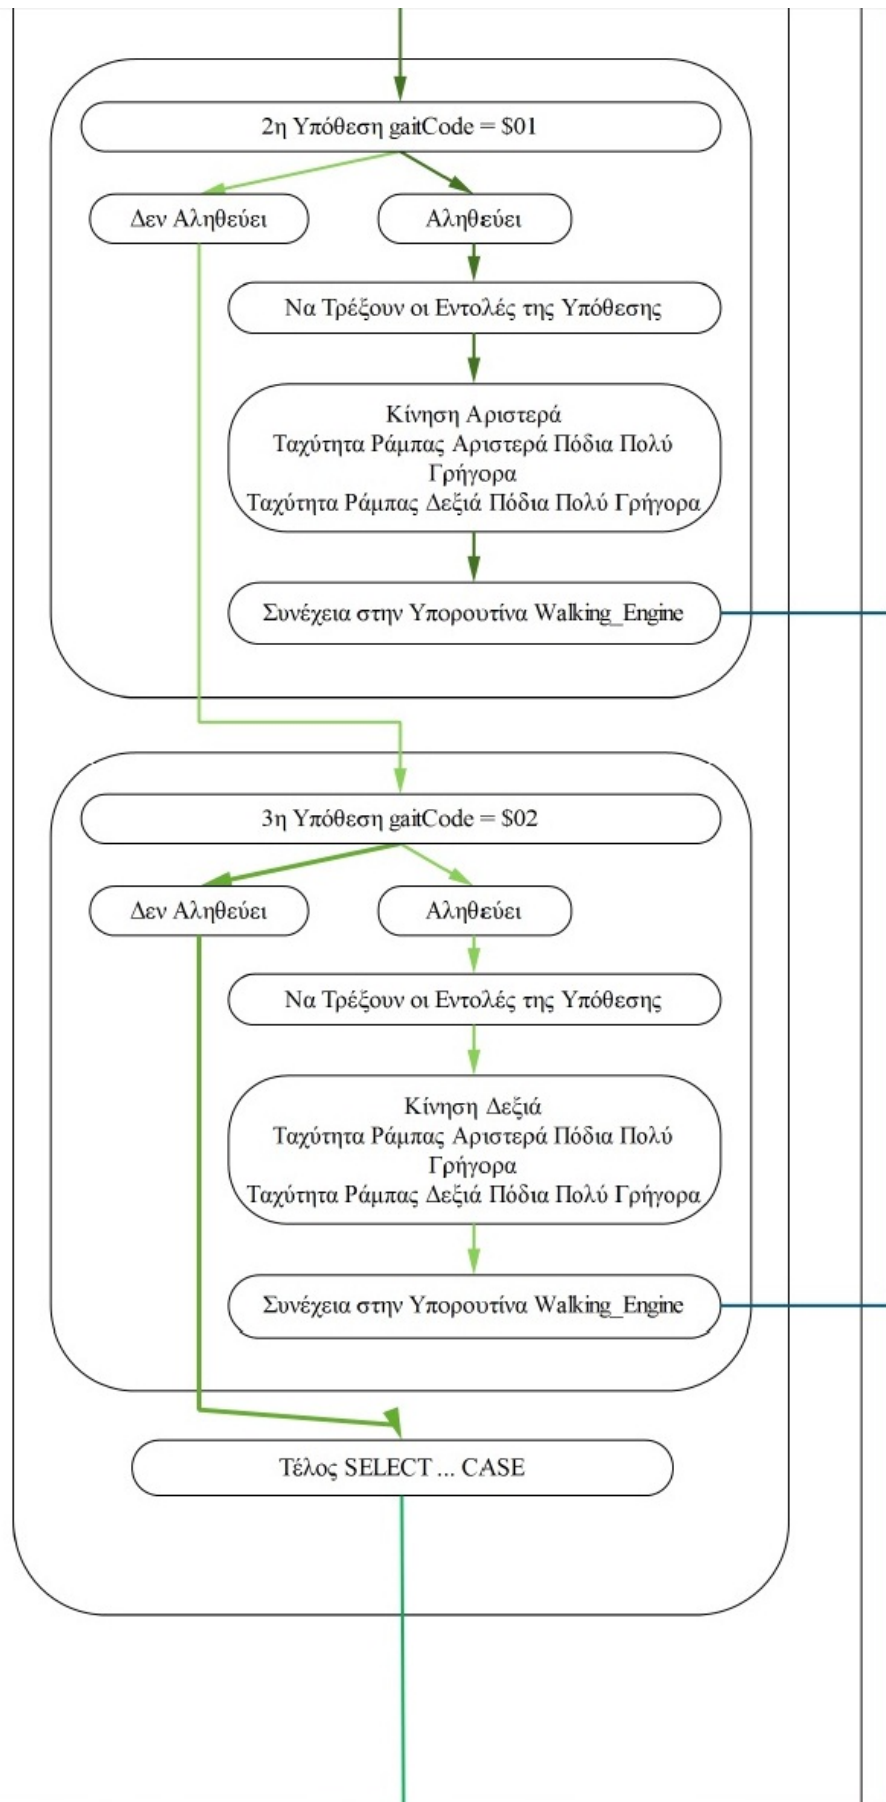 2η Υπόθεση gaitCode = $01
Δεν Αληθεύει
Αληθεύει
Να Τρέξουν οι Εντολές της Υπόθεσης
Κίνηση Αριστερά
Ταχύτητα Ράμπας Αριστερά Πόδια Πολύ
Γρήγορα
Ταχύτητα Ράμπας Δεξιά Πόδια Πολύ Γρήγορα
Συνέχεια στην Υπορουτίνα Walking_Engine
3η Υπόθεση gaitCode = $02
Δεν Αληθεύει
Αληθεύει
Να Τρέξουν οι Εντολές της Υπόθεσης
Κίνηση Δεξιά
Ταχύτητα Ράμπας Αριστερά Πόδια Πολύ
Γρήγορα
Ταχύτητα Ράμπας Δεξιά Πόδια Πολύ Γρήγορα
Συνέχεια στην Υπορουτίνα Walking_Engine
Τέλος SELECT ... CASE